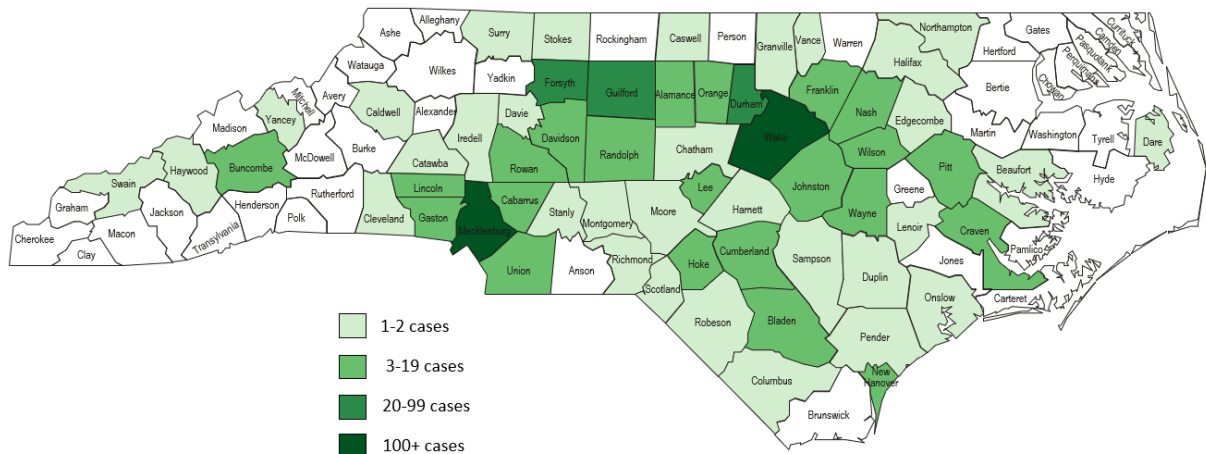 Alleghany
Ashe
Surry
Stokes
Rockingham
Caswell
Person
Granville
Vance
Warren
Northampton
Gates
Currituck
Camden
Pasquotank
Perquimans
Hertford
Halifax
Watauga
Wilkes
Yadkin
Forsyth
Guilford
Alamance
Orange
Durham
Franklin
Nash
Bertie
Chowan
Mitchell
Avery
Caldwell
Alexander
Davie
Iredell
Yancey
Madison
Edgecombe
Martin
Washington
Tyrrell
Dare
Burke
McDowell
Buncombe
Haywood
Swain
Catawba
Rowan
Davidson
Randolph
Chatham
Wake
Wilson
Pitt
Beaufort
Hyde
Graham
Jackson
Henderson
Rutherford
Polk
Cleveland
Lincoln
Gaston
Cabarrus
Stanly
Montgomery
Moore
Lee
Harnett
Johnston
Wayne
Greene
Lenoir
Craven
Pamlico
Cherokee
Macon
Clay
Transylvania
Mecklenburg
Union
Anson
Richmond
Scotland
Hoke
Cumberland
Sampson
Duplin
Jones
Carteret
Onslow
Robeson
Bladen
Pender
Columbus
New
Hanover
Brunswick
1-2 cases
3-19 cases
20-99 cases
100+ cases